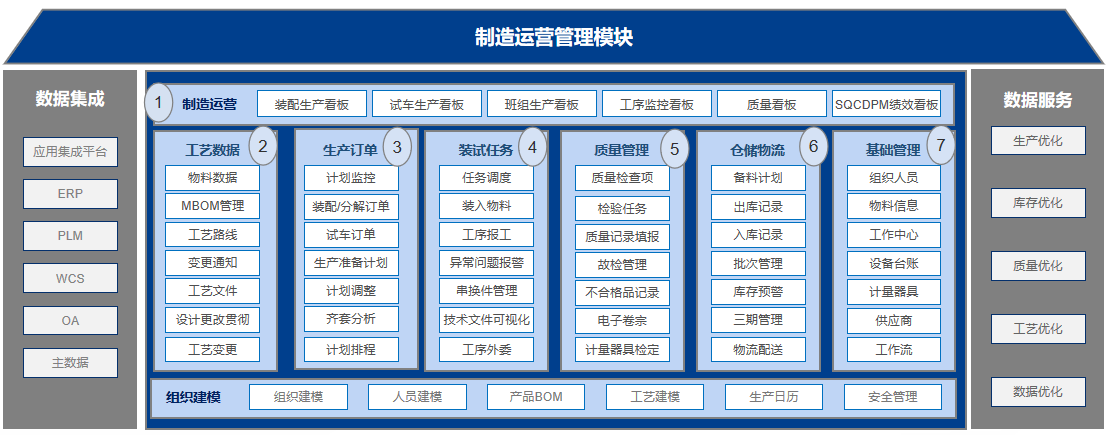 制造运营管理模块
数据集成
应用集成平台
ERP
PLM
WCS
OA
主数据
1 制造运营 装配生产看板 试车生产看板 班组生产看板 工序监控看板 质量看板 SQCDPM绩效看板
工艺数据 2
物料数据
MBOM管理
工艺路线
变更通知
工艺文件
设计更改贯彻
工艺变更
生产订单 3
计划监控
装配/分解订单
试车订单
生产准备计划
计划调整
齐套分析
计划排程
装试任务 4
任务调度
装入物料
工序报工
异常问题报警
串换件管理
技术文件可视化
工序外委
质量管理 5
质量检查项
检验任务
质量记录填报
故检管理
不合格品记录
电子卷宗
计量器具检定
仓储物流 6
备料计划
出库记录
入库记录
批次管理
库存预警
三期管理
物流配送
基础管理 7
组织人员
物料信息
工作中心
设备台账
计量器具
供应商
工作流
组织建模 组织建模 人员建模 产品BOM 工艺建模 生产日历 安全管理
数据服务
生产优化
库存优化
质量优化
工艺优化
数据优化